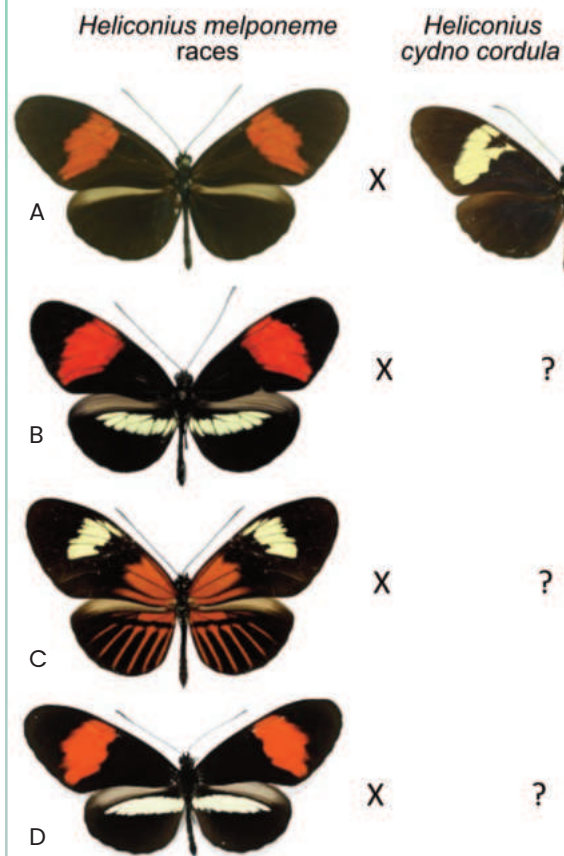 Heliconius melponeme
races
Heliconius
cydno cordula
A
X
B
X
?
C
X
?
D
X
?